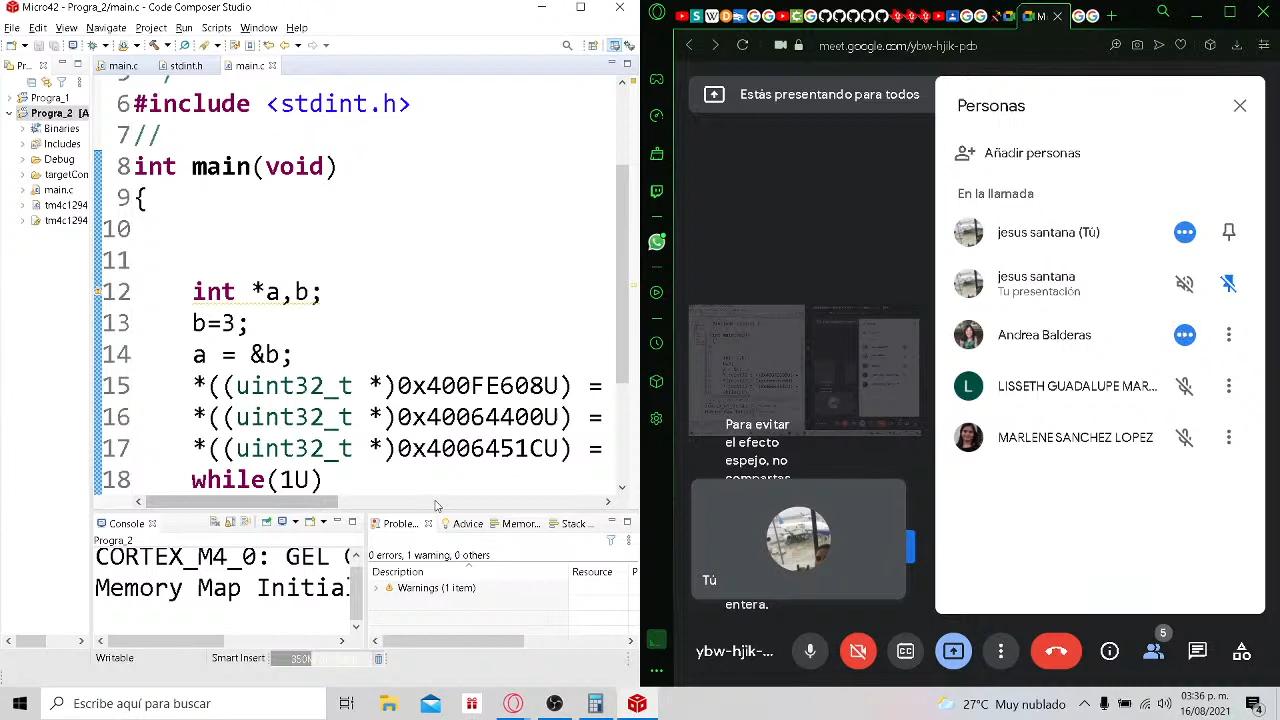 Micro42 - Progra_2/main.c - Code Composer Studio
File Edit View Navigate Project Run Scripts Window Help
main.c
stdint.h
main.c
Progra_1
Progra_2 [A
Binaries
Includes
Debug
targetCon
main.c
tm4c1294
tm4c1294
6 #include <stdint.h>
7 //
8 int main(void)
9 {
10
11
12 int *a,b;
13 b=3;
14 a = &b;
15 *((uint32_t *)0x400FE608U) =
16 *((uint32_t *)0x40064400U) =
17 *((uint32_t *)0x4006451CU) =
18 while(1U)
Console
Progra_2
CORTEX_M4_0: GEL
Memory Map Initial
Proble...
Advice
Memor...
Stack ...
0 errors, 1 warning, 0 others
Description
Resource
P
Warnings (1 item)
Writable
Smart Insert
meet.google.com/ybw-hjik-pdb
Estás presentando para todos
Para evitar
el efecto
espejo, no
entera.
Tú
Personas
Añadir personas
En la llamada
jesus santana (Tú)
jesus santana
Tu presentación
Andrea Balderas
L
LISSETH GUADALUPE MAR...
MARLENE SANCHEZ LOPEZ
ybw-hjik-...
5
Escribe aquí para buscar
27°C Muy nublado
03:36 p. m.
16/08/2021
4